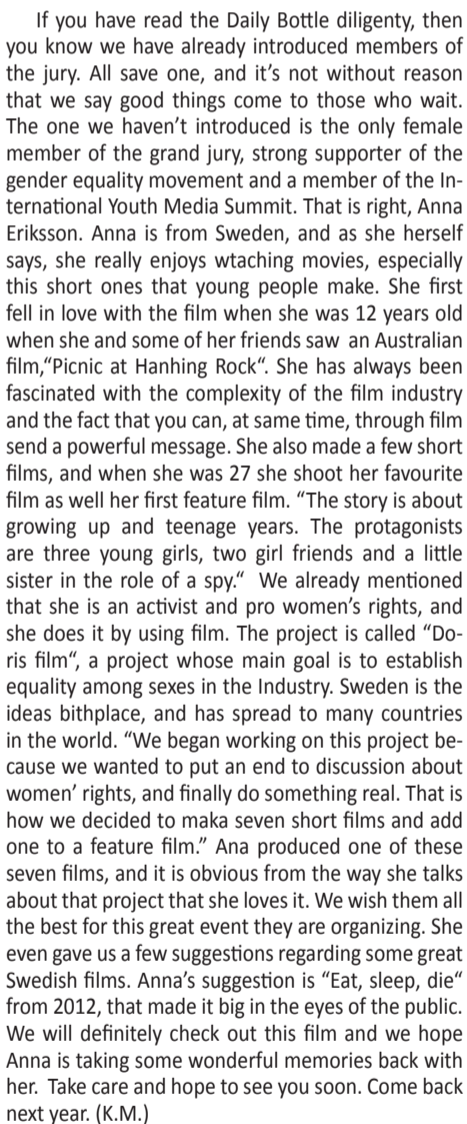 If you have read the Daily Bottle diligenty, then
you know we have already introduced members of
the jury. All save one, and it's not without reason
that we say good things come to those who wait.
The one we haven't introduced is the only female
member of the grand jury, strong supporter of the
gender equality movement and a member of the In-
ternational Youth Media Summit. That is right, Anna
Eriksson. Anna is from Sweden, and as she herself
says, she really enjoys wtaching movies, especially
this short ones that young people make. She first
fell in love with the film when she was 12 years old
when she and some of her friends saw  an Australian
film,“Picnic at Hanhing Rock“. She has always been
fascinated with the complexity of the film industry
and the fact that you can, at same time, through film
send a powerful message. She also made a few short
films, and when she was 27 she shoot her favourite
film as well her first feature film. “The story is about
growing up and teenage years. The protagonists
are three young girls, two girl friends and a little
sister in the role of a spy.“  We already mentioned
that she is an activist and pro women's rights, and
she does it by using film. The project is called “Do-
ris film“, a project whose main goal is to establish
equality among sexes in the Industry. Sweden is the
ideas bithplace, and has spread to many countries
in the world. “We began working on this project be-
cause we wanted to put an end to discussion about
women' rights, and finally do something real. That is
how we decided to maka seven short films and add
one to a feature film.” Ana produced one of these
seven films, and it is obvious from the way she talks
about that project that she loves it. We wish them all
the best for this great event they are organizing. She
even gave us a few suggestions regarding some great
Swedish films. Anna's suggestion is “Eat, sleep, die“
from 2012, that made it big in the eyes of the public.
We will definitely check out this film and we hope
Anna is taking some wonderful memories back with
her.  Take care and hope to see you soon. Come back
next year. (K.M.)